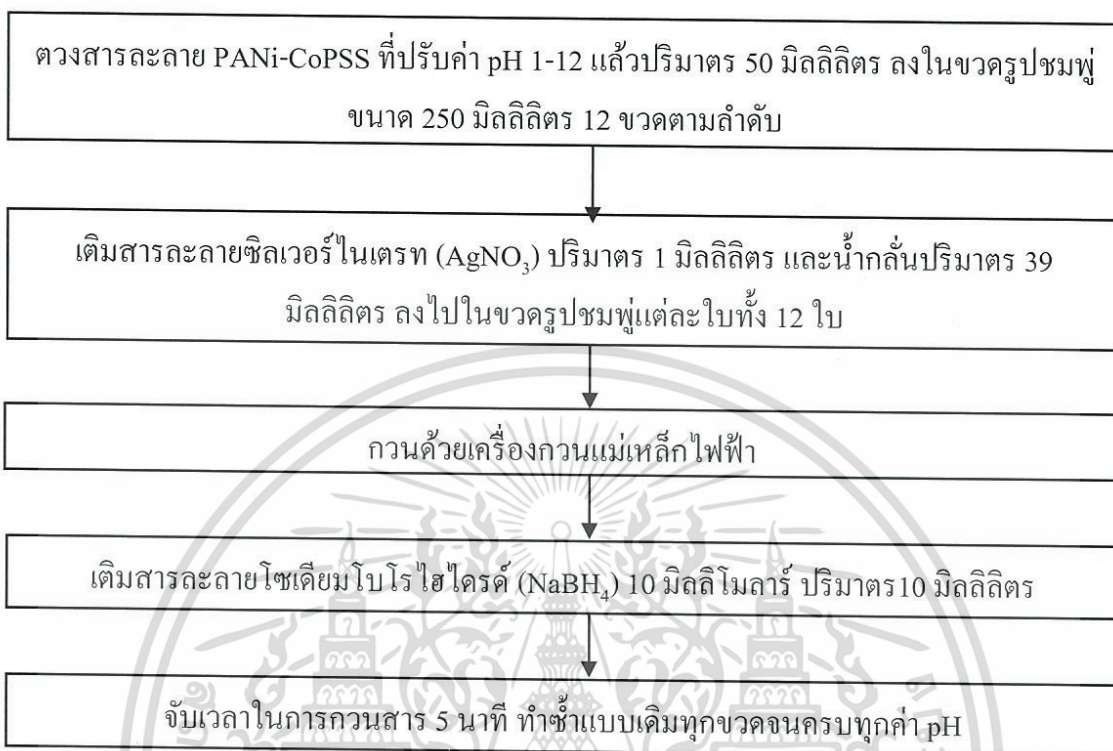 ตวงสารละลาย PANi-CoPSS ที่ปรับค่า pH 1-12 แล้วปริมาตร 50 มิลลิลิตร ลงในขวดรูปชมพู่
ขนาด 250 มิลลิลิตร 12 ขวดตามลำดับ
เติมสารละลายซิลเวอร์ไนเตรท (AgNO₃) ปริมาตร 1 มิลลิลิตร และน้ำกลั่นปริมาตร 39
มิลลิลิตร ลงไปในขวดรูปชมพู่แต่ละใบทั้ง 12 ใบ
กวนด้วยเครื่องกวนแม่เหล็กไฟฟ้า
เติมสารละลายโซเดียมโบโรไฮไดรด์ (NaBH₄) 10 มิลลิโมลาร์ ปริมาตร10 มิลลิลิตร
จับเวลาในการกวนสาร 5 นาที ทำซ้ำแบบเดิมทุกขวดจนครบทุกค่า pH